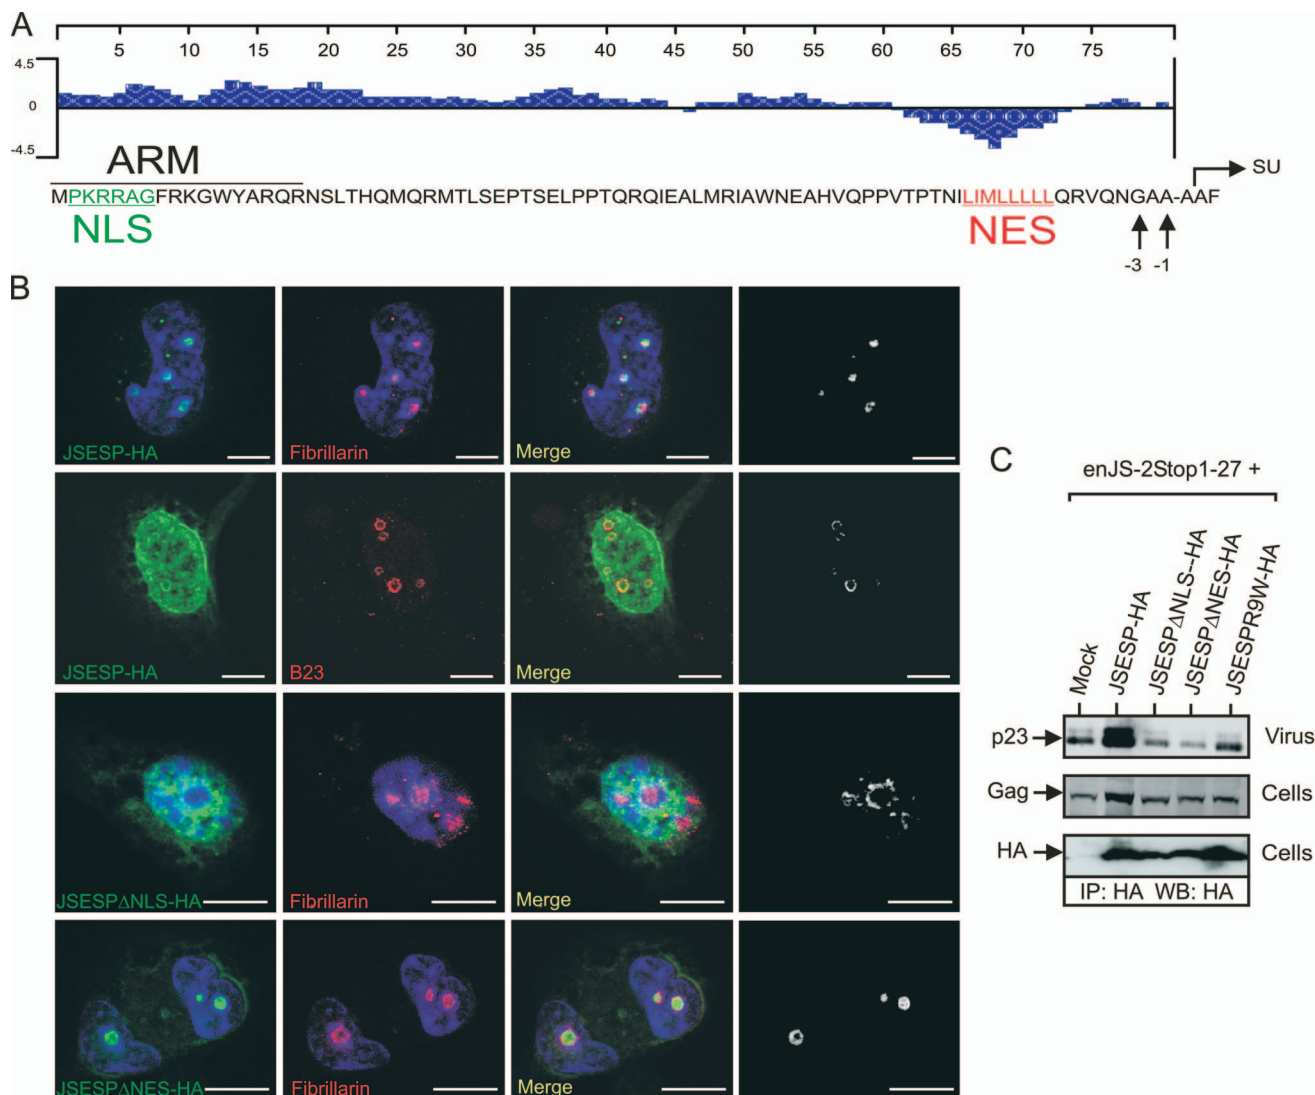 A
5 10 15 20 25 30 35 40 45 50 55 60 65 70 75
4.5
0
-4.5
ARM
SU
MPKRRAGFRKGWYARQRNSLTHQMQRMTLSEPTSELPPTQRQIEALMRIAWNEAHVQPPVTPTNILIMLLLLLQRVQNGAA-AAF
NLS
NES
-3 -1
B
JSESP-HA
Fibrillarin
Merge
JSESP-HA
B23
Merge
JSESPΔNLS-HA
Fibrillarin
Merge
JSESPΔNES-HA
Fibrillarin
Merge
C
enJS-2Stop1-27 +
Mock
JSESP-HA
JSESPΔNLS--HA
JSESPΔNES-HA
JSESPR9W-HA
p23
Virus
Gag
Cells
HA
Cells
IP: HA WB: HA